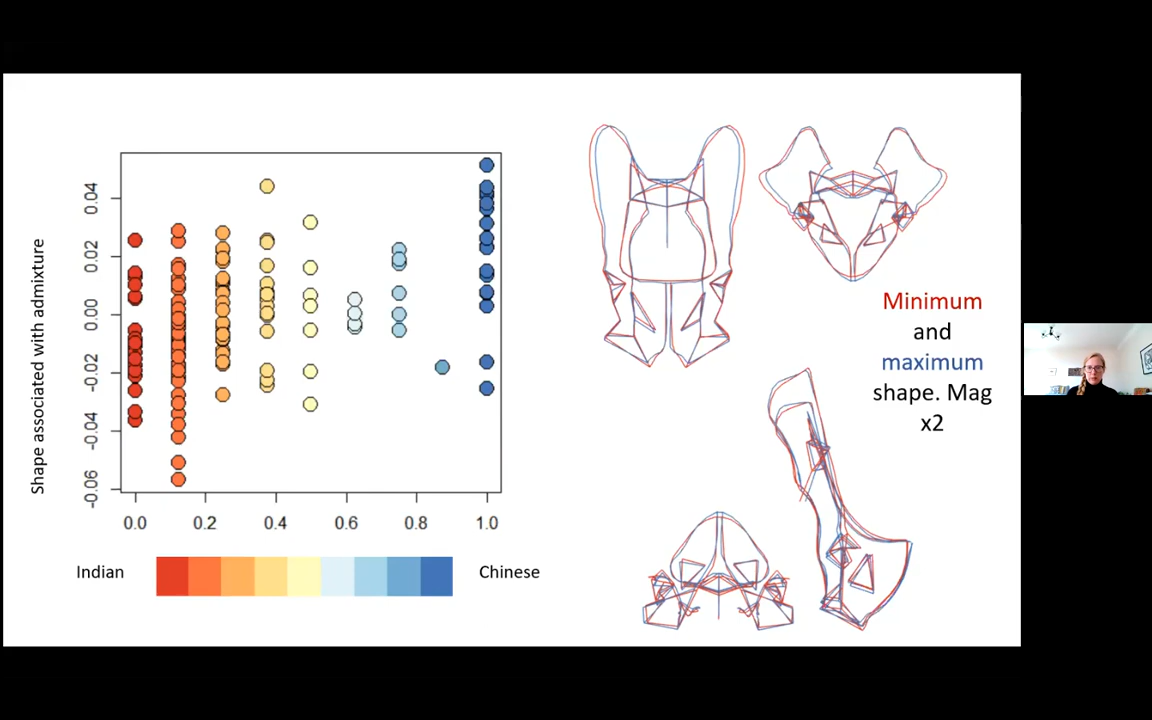 Shape associated with admixture
0.04
0.02
0.00
-0.02
-0.04
-0.06
0.0 0.2 0.4 0.6 0.8 1.0
Indian
Chinese
Minimum
and
maximum
shape. Mag
x2